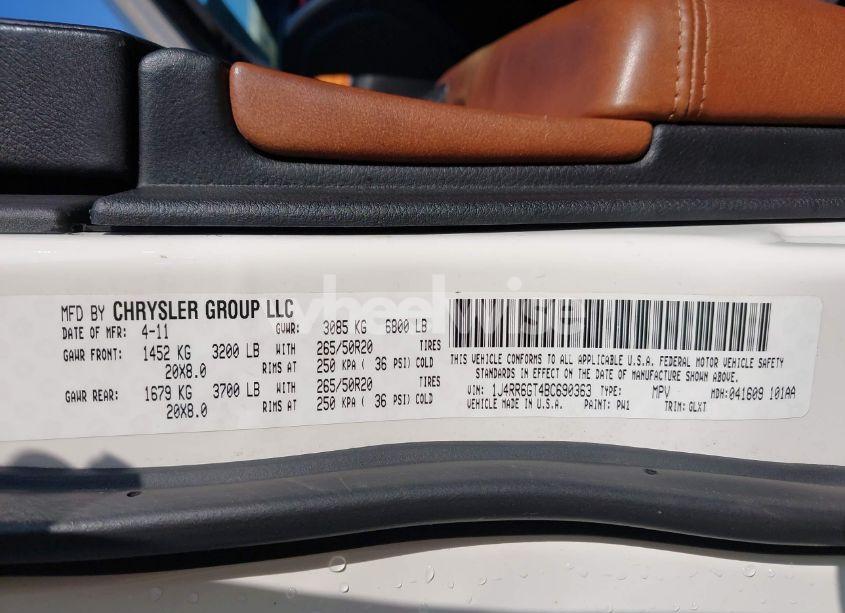 MFD BY CHRYSLER GROUP LLC
DATE OF MFR: 4-11 GVWR: 3085 KG 6800 LB
GAWR FRONT: 1452 KG 3200 LB WITH 265/50R20 TIRES
20X8.0 RIMS AT 250 KPA ( 36 PSI) COLD
GAWR REAR: 1679 KG 3700 LB WITH 265/50R20 TIRES
20X8.0 RIMS AT 250 KPA ( 36 PSI) COLD
THIS VEHICLE CONFORMS TO ALL APPLICABLE U.S.A. FEDERAL MOTOR VEHICLE SAFETY
STANDARDS IN EFFECT ON THE DATE OF MANUFACTURE SHOWN ABOVE.
VIN: 1J4RR6GT4BC690363 TYPE: MPV MDH: 041609 101AA
VEHICLE MADE IN U.S.A. PAINT: PW1 TRIM: GLXT
wheelwise